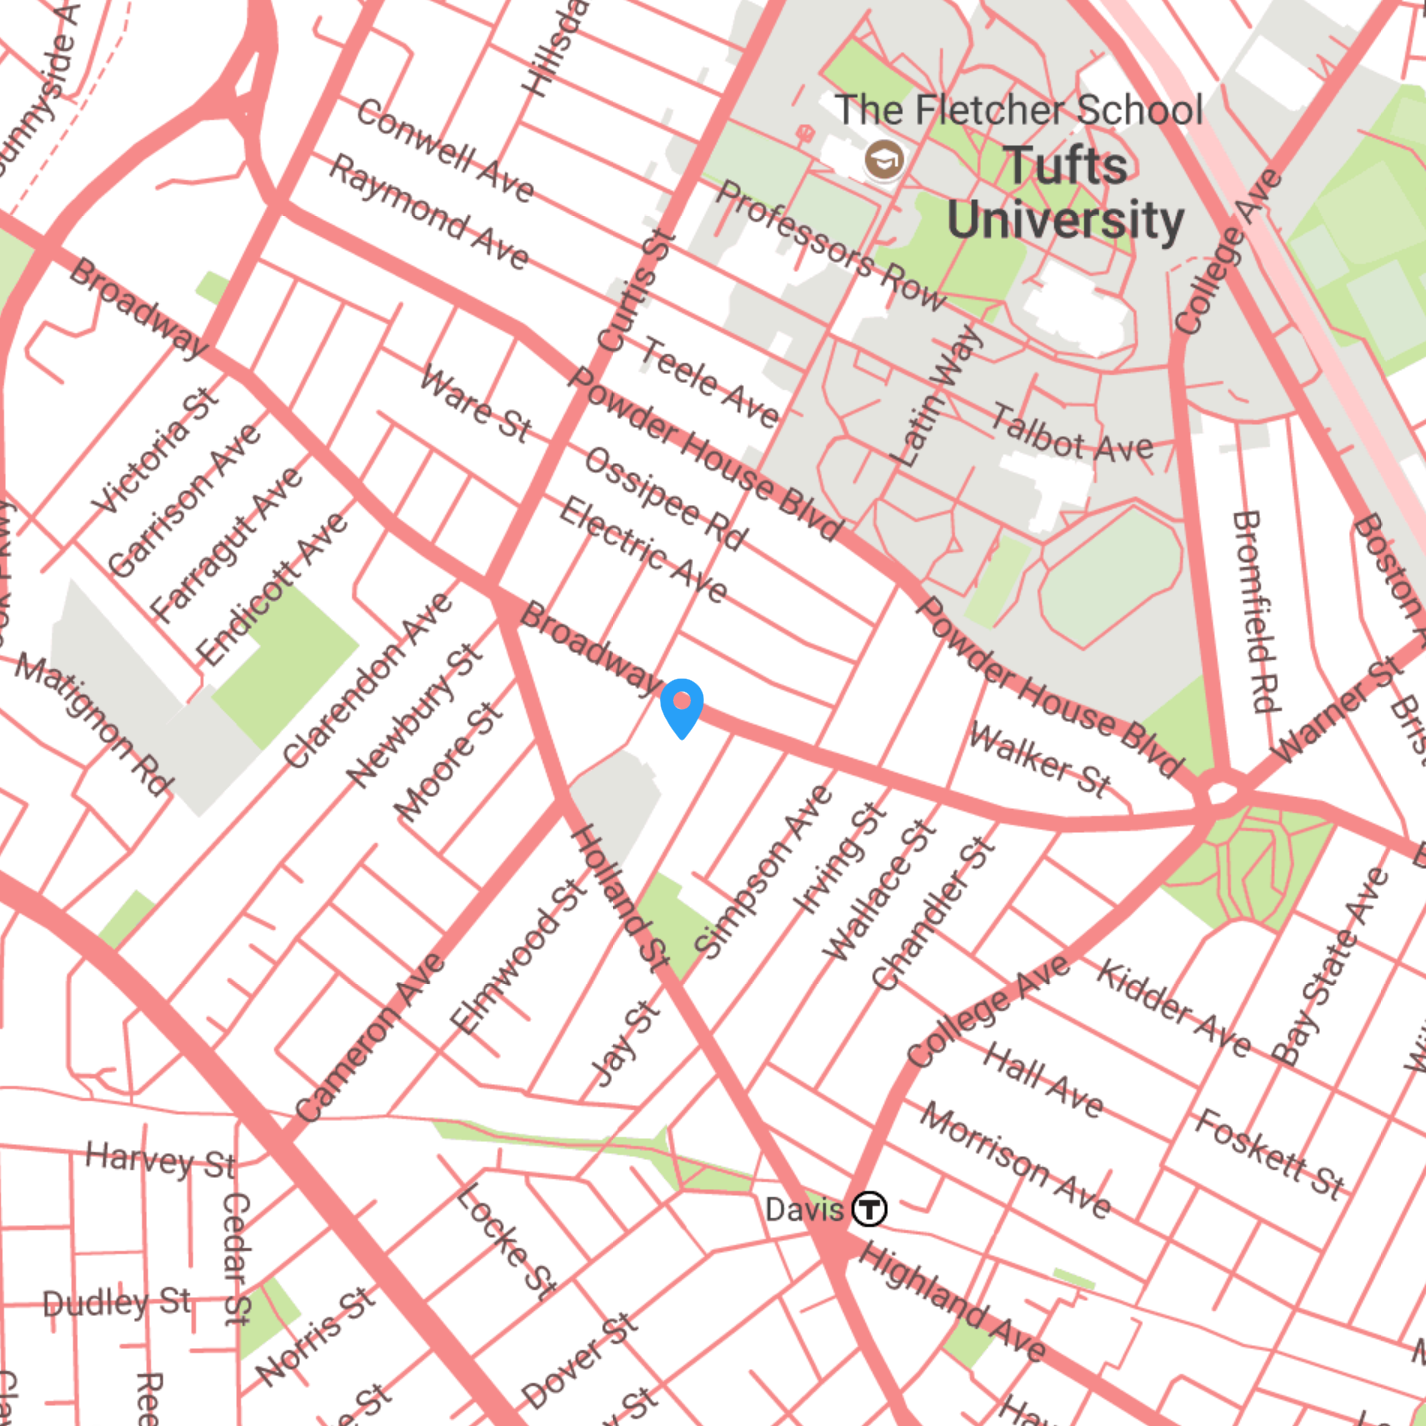 Hillsda
Sunnyside A
The Fletcher School
Tufts
University
Conwell Ave
Raymond Ave
Professors Row
College Ave
Broadway
Curtis St
Teele Ave
Latin Way
Talbot Ave
Ware St
Powder House Blvd
Victoria St
Garrison Ave
Farragut Ave
Endicott Ave
Ossipee Rd
Electric Ave
Bromfield Rd
Boston
Broadway
Powder House Blvd
Matignon Rd
Clarendon Ave
Newbury St
Moore St
Warner St
Walker St
Holland St
Simpson Ave
Irving St
Wallace St
Chandler St
Elmwood St
Cameron Ave
Jay St
College Ave
Kidder Ave
Bay State Ave
Hall Ave
Morrison Ave
Foskett St
Harvey St
Cedar St
Locke St
Davis
T
Highland Ave
Dudley St
Norris St
Dover St
Ree
e St
y St